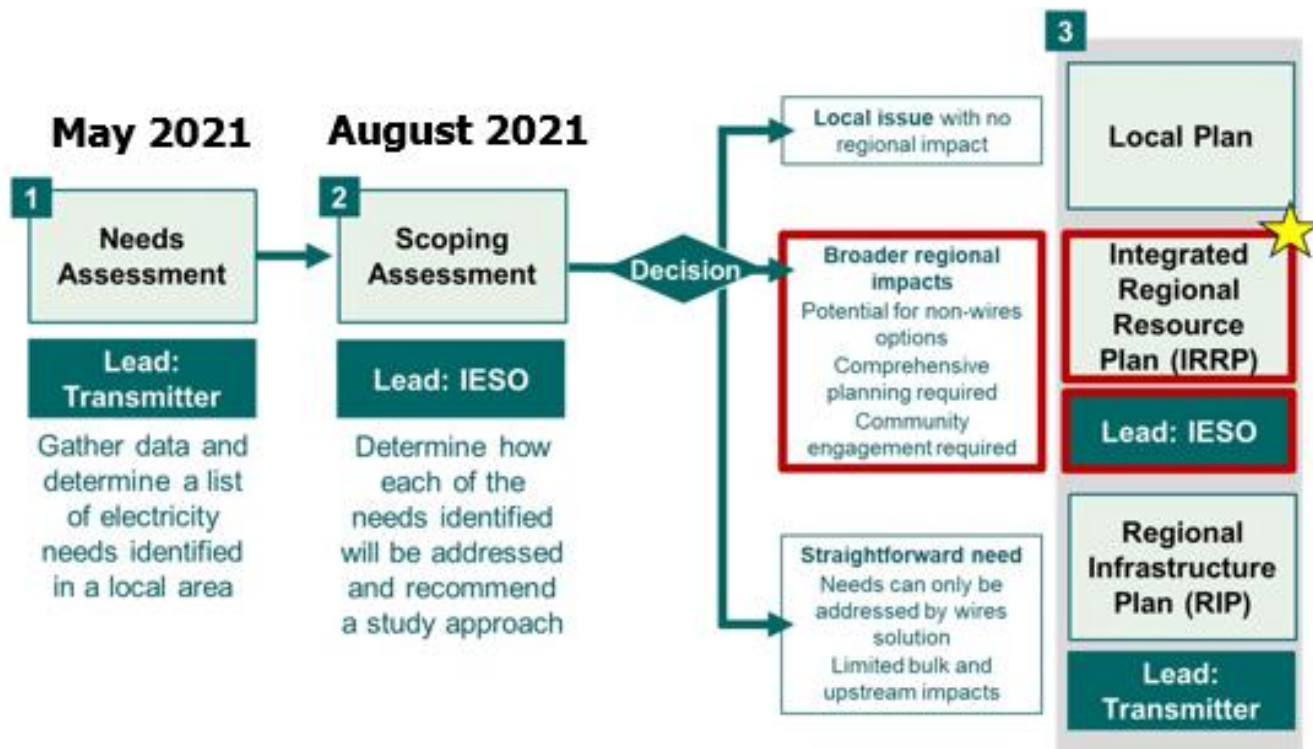 May 2021
1
Needs
Assessment
Lead:
Transmitter
Gather data and
determine a list
of electricity
needs identified
in a local area
August 2021
2
Scoping
Assessment
Lead: IESO
Determine how
each of the
needs identified
will be addressed
and recommend
a study approach
Decision
Local issue with no
regional impact
Broader regional
impacts
Potential for non-wires
options
Comprehensive
planning required
Community
engagement required
Straightforward need
Needs can only be
addressed by wires
solution
Limited bulk and
upstream impacts
3
Local Plan
Integrated
Regional
Resource
Plan (IRRP)
Lead: IESO
Regional
Infrastructure
Plan (RIP)
Lead:
Transmitter